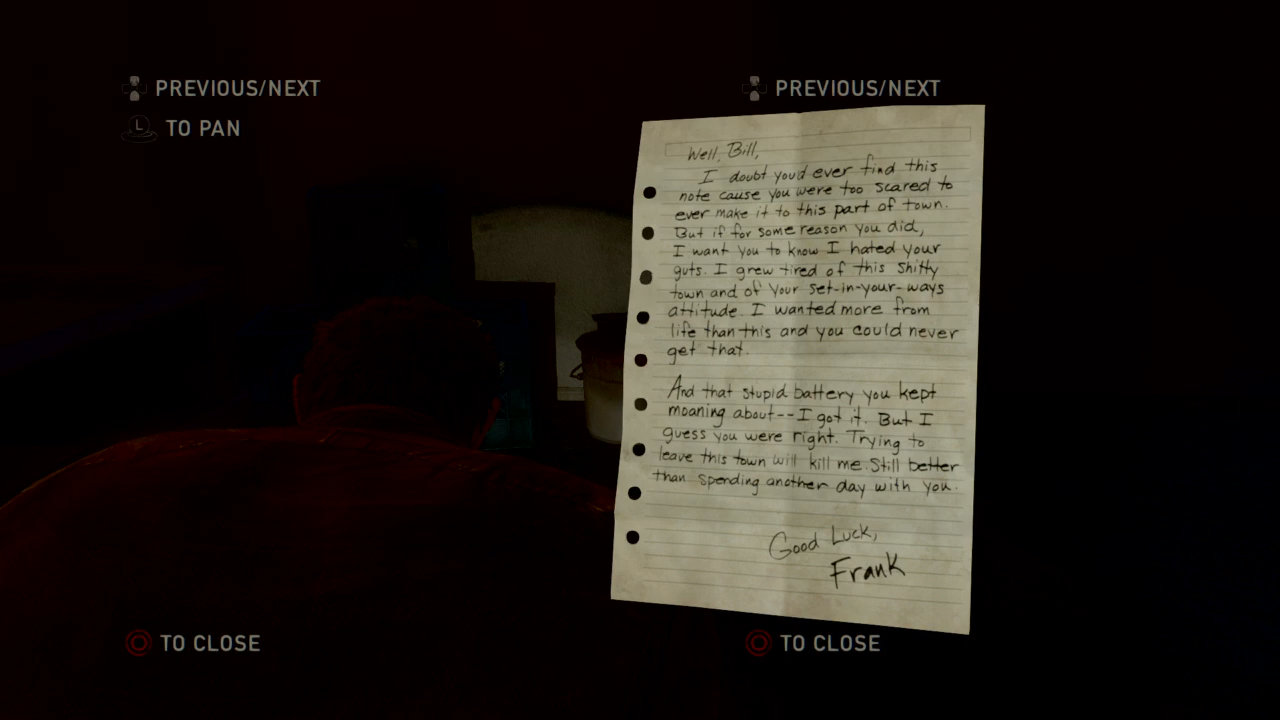 PREVIOUS/NEXT
L TO PAN
PREVIOUS/NEXT
Well, Bill,
I doubt youd ever find this
note cause you were too scared to
ever make it to this part of town.
But if for some reason you did,
I want you to know I hated your
guts. I grew tired of this shitty
town and of your set-in-your-ways
attitude. I wanted more from
life than this and you could never
get that.
And that stupid battery you kept
moaning about--I got it. But I
guess you were right. Trying to
leave this town will kill me. Still better
than spending another day with you.
Good Luck,
Frank
TO CLOSE
TO CLOSE